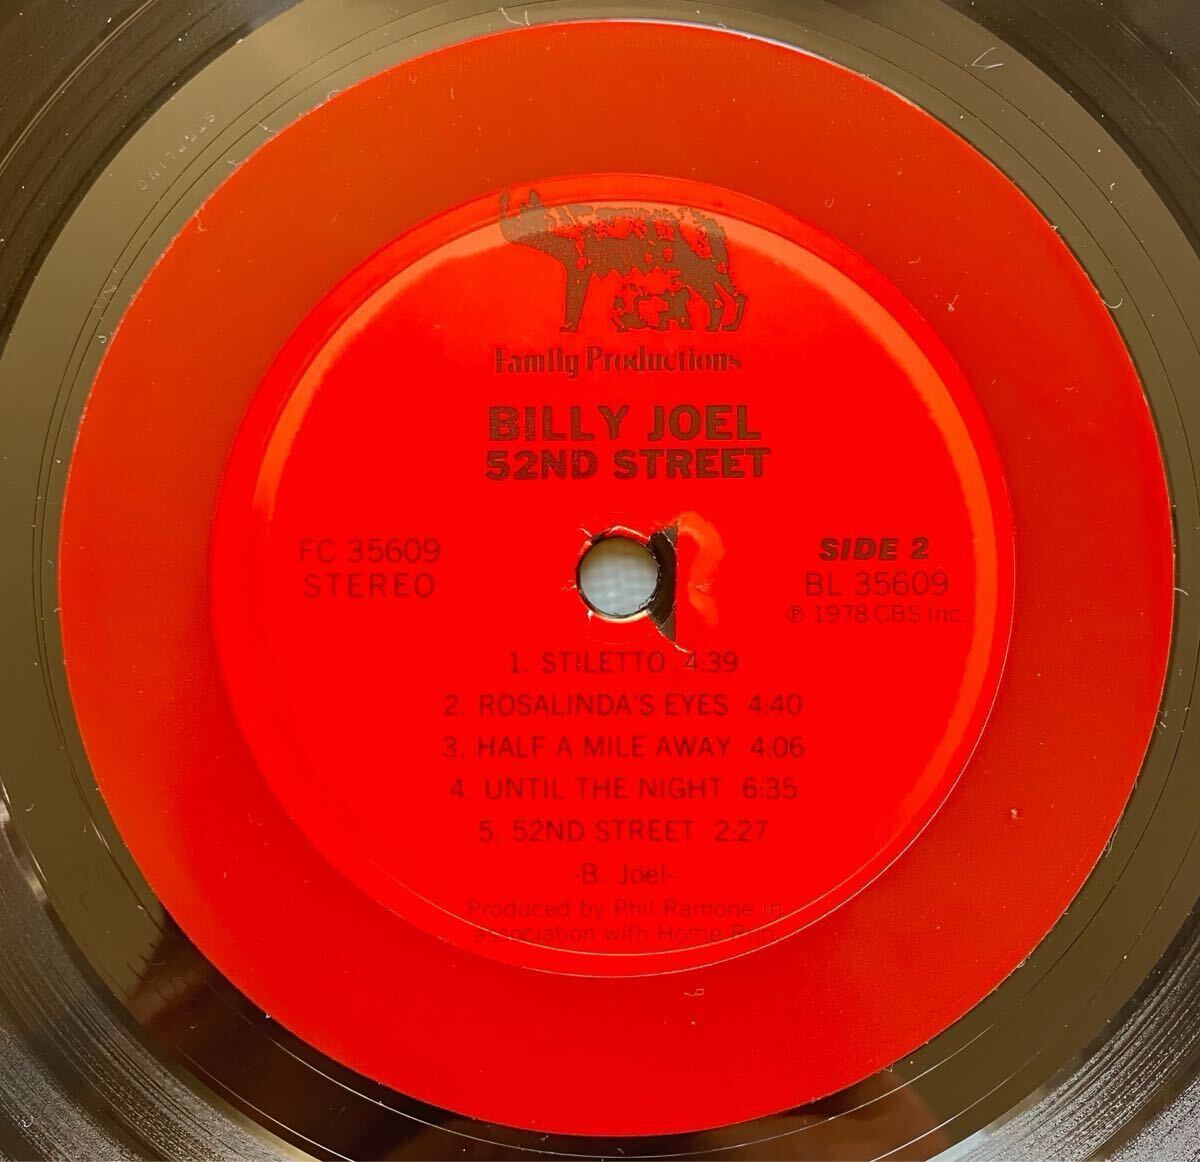 STERLING
Family Productions
BILLY JOEL
52ND STREET
FC 35609
STEREO
SIDE 2
BL 35609
℗ 1978 CBS Inc.
1. STILETTO 4:39
2. ROSALINDA'S EYES 4:40
3. HALF A MILE AWAY 4:06
4. UNTIL THE NIGHT 6:35
5. 52ND STREET 2:27
-B. Joel-
Produced by Phil Ramone in
association with Home Run